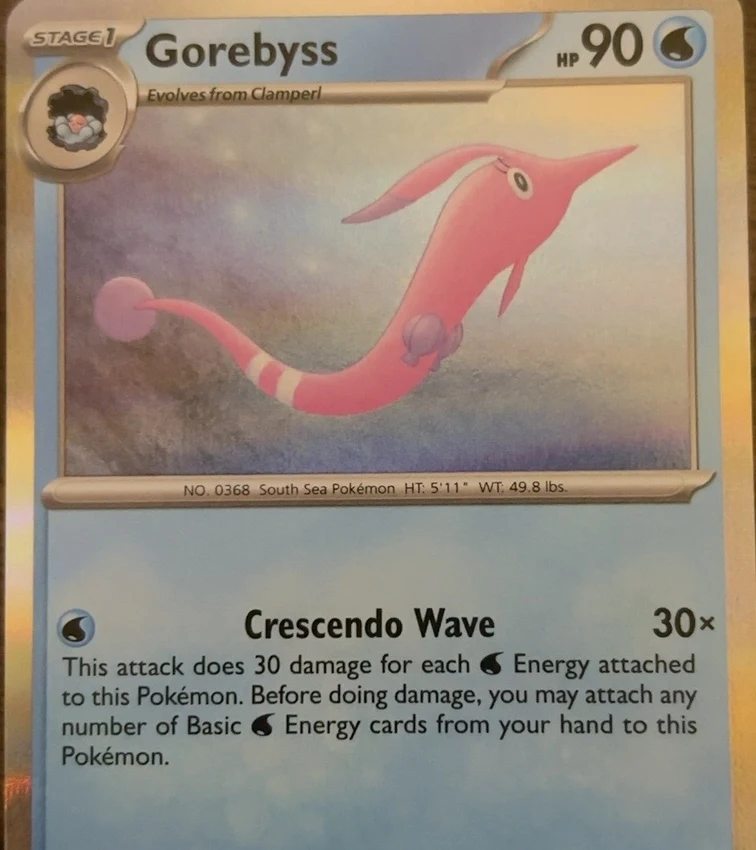 STAGE1 Gorebyss HP 90
Evolves from Clamperl
NO. 0368 South Sea Pokémon HT: 5'11" WT: 49.8 lbs.
Crescendo Wave 30×
This attack does 30 damage for each Energy attached
to this Pokémon. Before doing damage, you may attach any
number of Basic Energy cards from your hand to this
Pokémon.